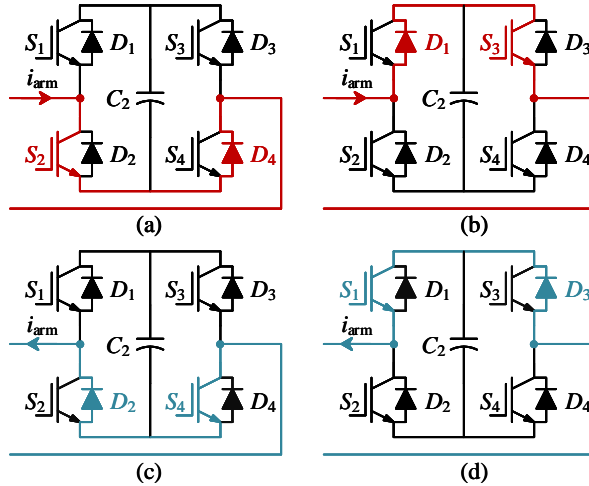 S1 D1 S3 D3
iarm C2
S2 D2 S4 D4
(a)
S1 D1 S3 D3
iarm C2
S2 D2 S4 D4
(b)
S1 D1 S3 D3
iarm C2
S2 D2 S4 D4
(c)
S1 D1 S3 D3
iarm C2
S2 D2 S4 D4
(d)